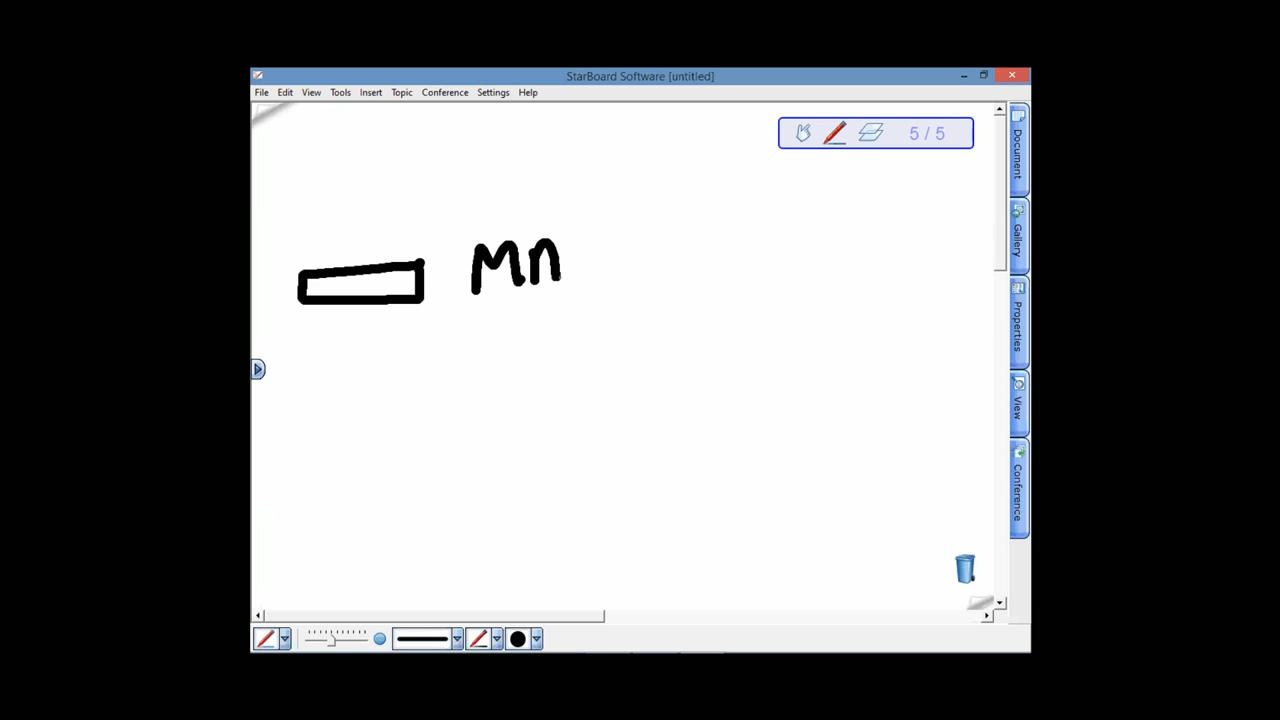 StarBoard Software [untitled]
File Edit View Tools Insert Topic Conference Settings Help
5 / 5
Document
Gallery
Properties
View
Conference
Mn